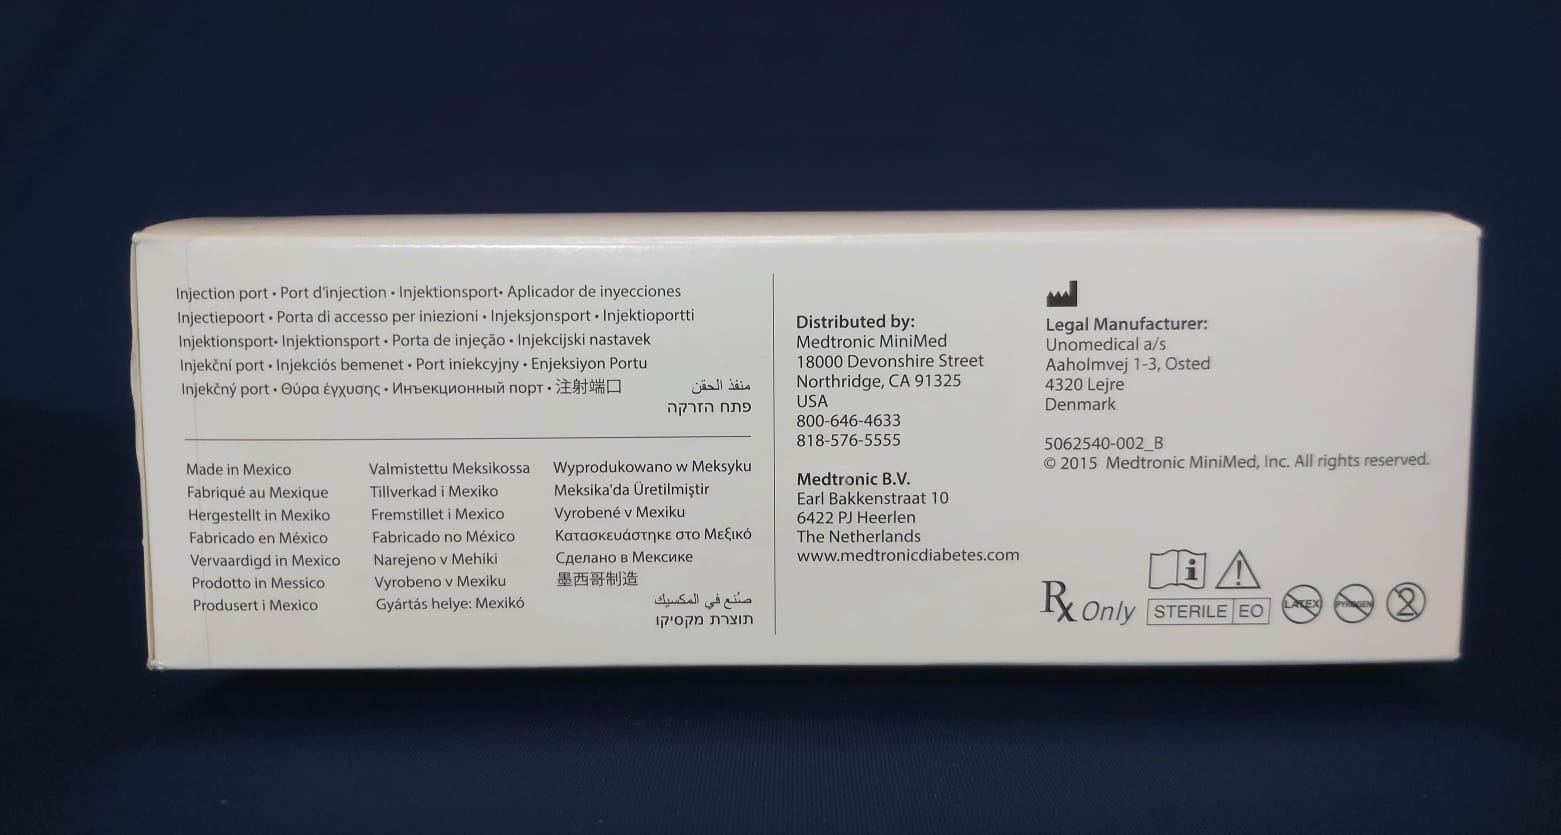 Injection port • Port d'injection • Injektionsport• Aplicador de inyecciones
Injectiepoort • Porta di accesso per iniezioni • Injeksjonsport • Injektioportti
Injektionsport• Injektionsport • Porta de injeção • Injekcijski nastavek
Injekční port • Injekciós bemenet • Port iniekcyjny • Enjeksiyon Portu
Injekčný port • Θύρα έγχυσης • Инъекционный порт • 注射端口
منفذ الحقن
פתח הזרקה
Made in Mexico
Fabriqué au Mexique
Hergestellt in Mexiko
Fabricado en México
Vervaardigd in Mexico
Prodotto in Messico
Produsert i Mexico
Valmistettu Meksikossa
Tillverkad i Mexiko
Fremstillet i Mexico
Fabricado no México
Narejeno v Mehiki
Vyrobeno v Mexiku
Gyártás helye: Mexikó
Wyprodukowano w Meksyku
Meksika'da Üretilmiştir
Vyrobené v Mexiku
Κατασκευάστηκε στο Μεξικό
Сделано в Мексике
墨西哥制造
صُنع في المكسيك
תוצרת מקסיקו
Distributed by:
Medtronic MiniMed
18000 Devonshire Street
Northridge, CA 91325
USA
800-646-4633
818-576-5555
Medtronic B.V.
Earl Bakkenstraat 10
6422 PJ Heerlen
The Netherlands
www.medtronicdiabetes.com
Legal Manufacturer:
Unomedical a/s
Aaholmvej 1-3, Osted
4320 Lejre
Denmark
5062540-002_B
© 2015 Medtronic MiniMed, Inc. All rights reserved.
Rx Only
STERILE EO
LATEX
PYROGEN
2